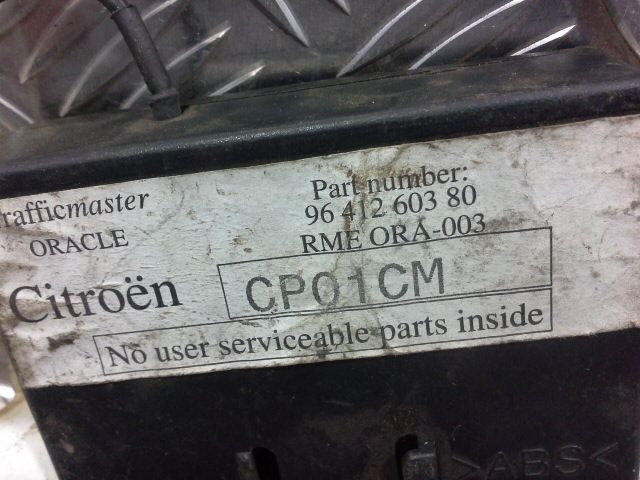 rafficmaster
ORACLE
Part number:
96 412 603 80
RME ORA-003
Citroën
CP01CM
No user serviceable parts inside
>ABS<